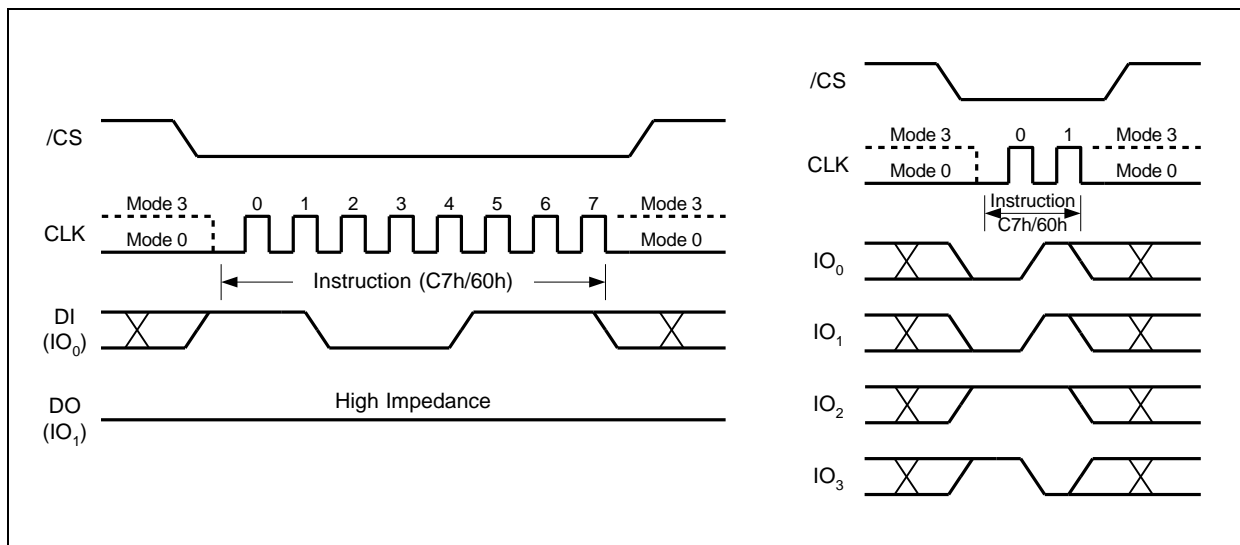 /CS
Mode 3 0 1 2 3 4 5 6 7 Mode 3
CLK Mode 0 Mode 0
Instruction (C7h/60h)
DI
(IO0)
High Impedance
DO
(IO1)
/CS
Mode 3 0 1 Mode 3
CLK Mode 0 Mode 0
Instruction
C7h/60h
IO0
IO1
IO2
IO3